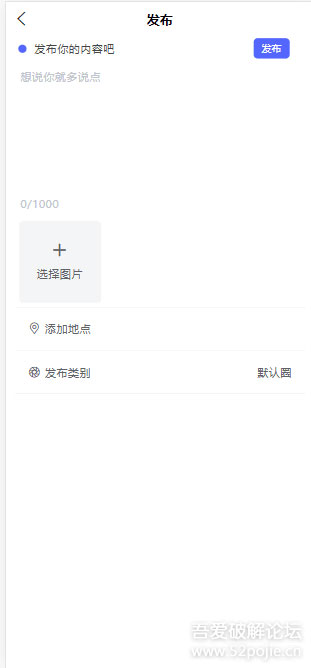 发布
发布你的内容吧
发布
想说你就多说点
0/1000
选择图片
添加地点
发布类别
默认圈
吾爱破解论坛
www.52pojie.cn